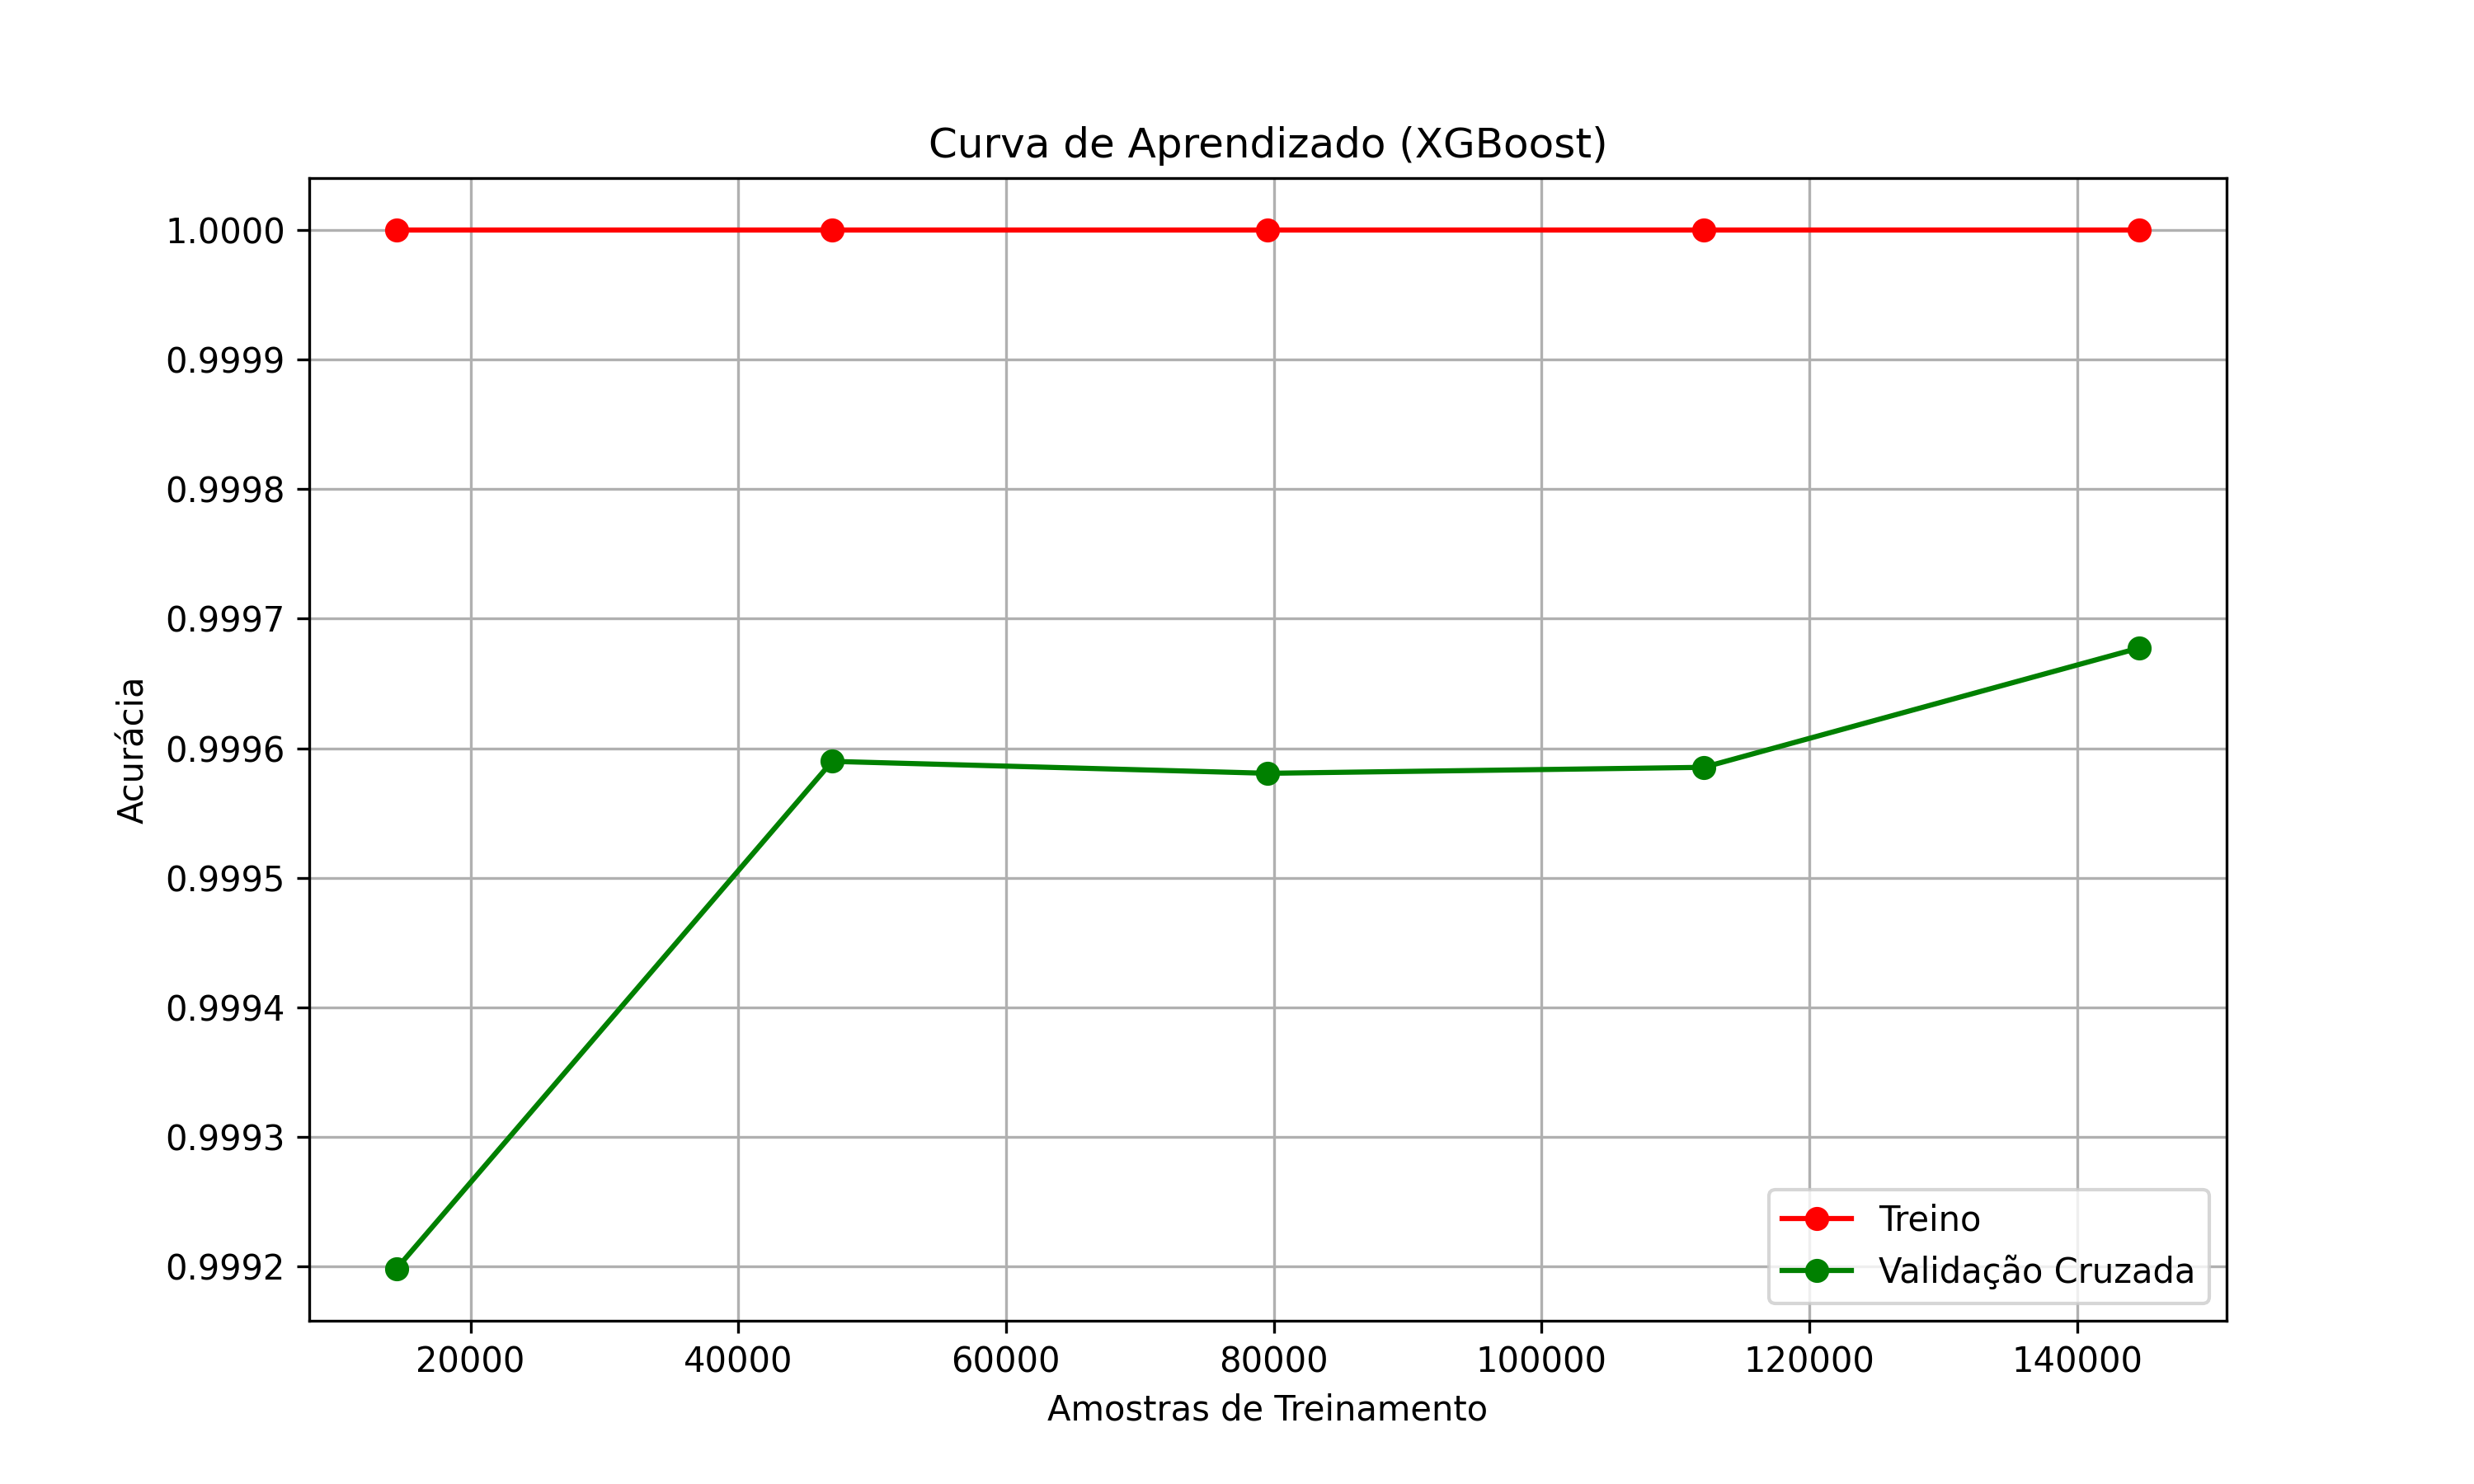 Curva de Aprendizado (XGBoost)
1.0000
0.9999
0.9998
0.9997
0.9996
0.9995
0.9994
0.9993
0.9992
Acurácia
20000 40000 60000 80000 100000 120000 140000
Amostras de Treinamento
Treino
Validação Cruzada